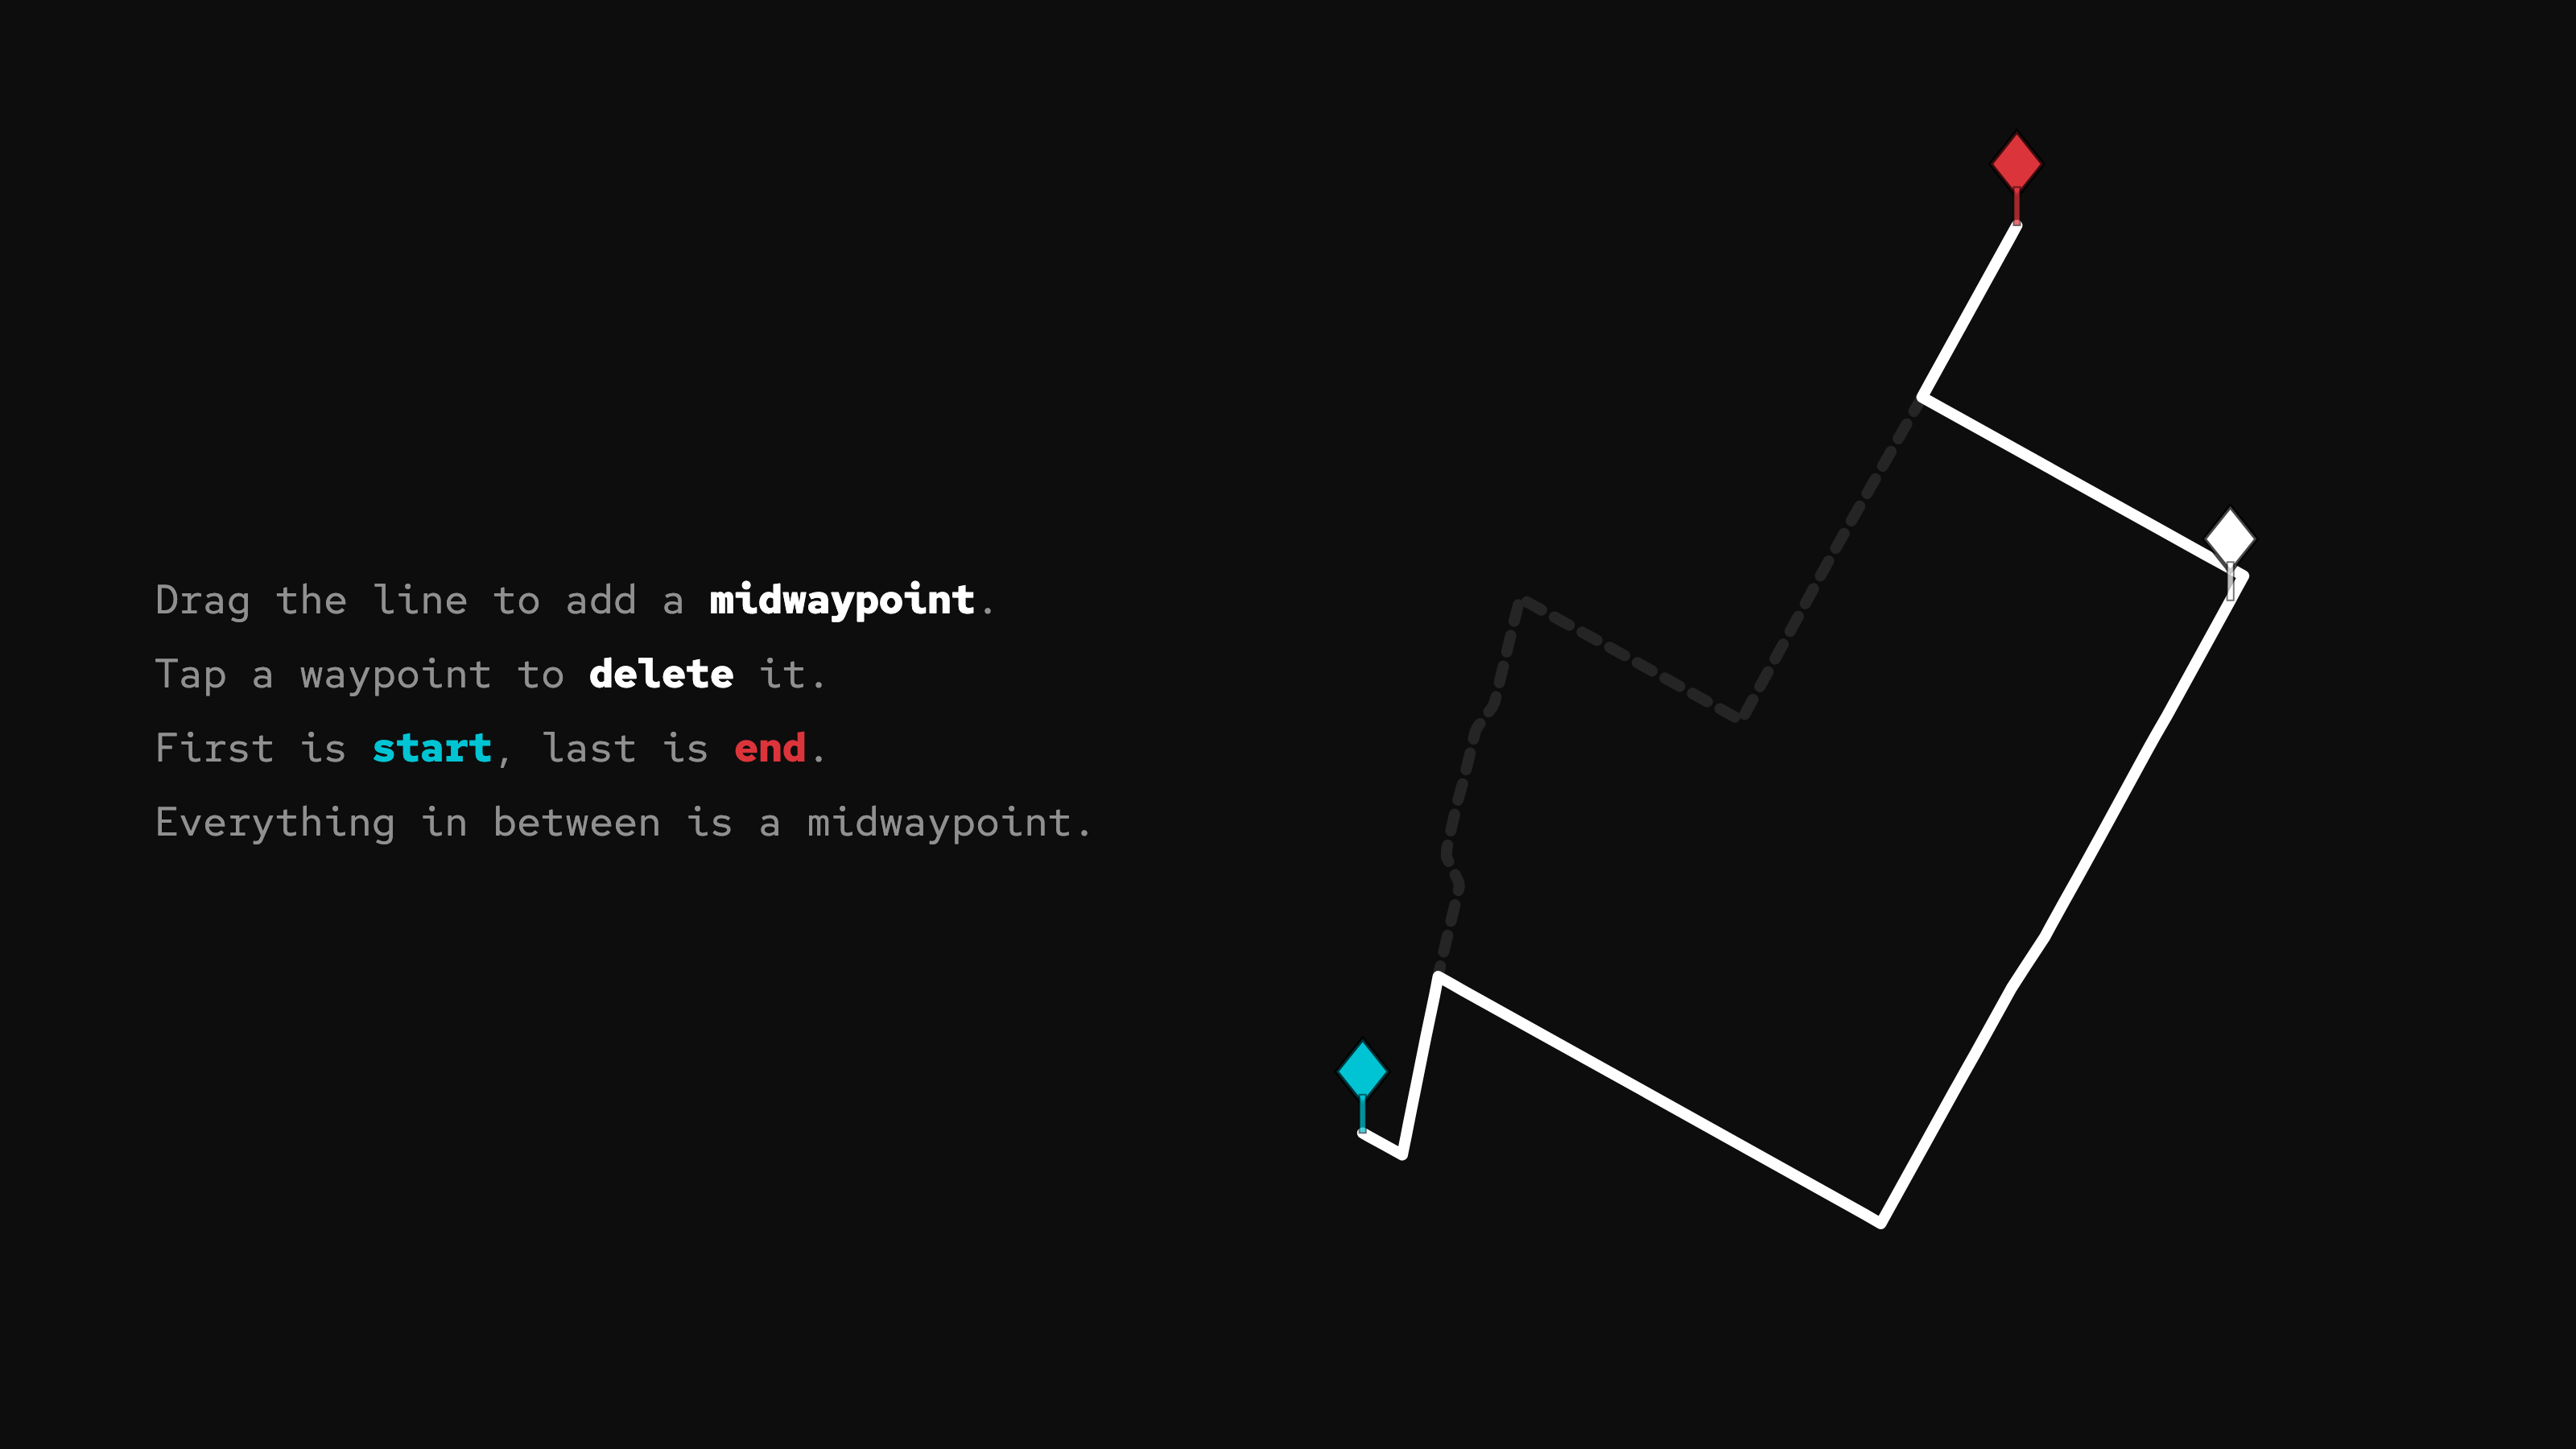 Drag the line to add a midwaypoint.
Tap a waypoint to delete it.
First is start, last is end.
Everything in between is a midwaypoint.